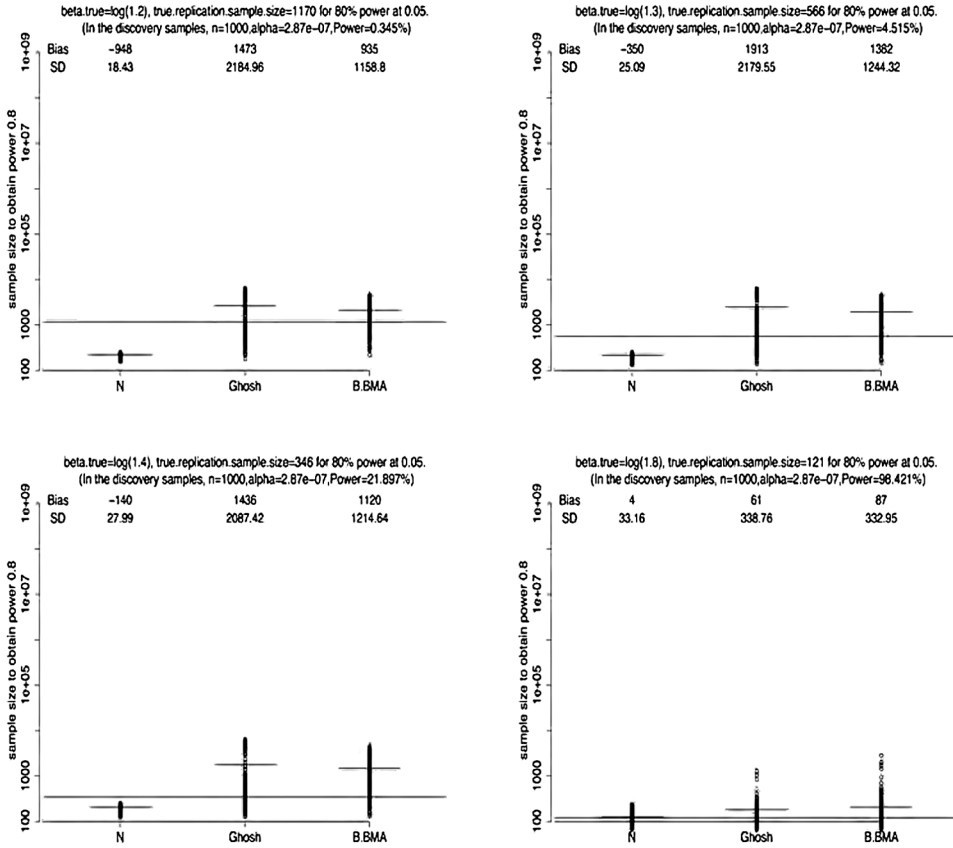 beta.true=log(1.2), true.replication.sample.size=1170 for 80% power at 0.05.
(In the discovery samples, n=1000,alpha=2.87e-07,Power=0.345%)
Bias −948 1473 935
SD 18.43 2184.96 1158.8
sample size to obtain power 0.8
1e+09
1e+07
1e+05
1000
100
N Ghosh B.BMA
beta.true=log(1.3), true.replication.sample.size=566 for 80% power at 0.05.
(In the discovery samples, n=1000,alpha=2.87e-07,Power=4.515%)
Bias −350 1913 1382
SD 25.09 2179.55 1244.32
sample size to obtain power 0.8
1e+09
1e+07
1e+05
1000
100
N Ghosh B.BMA
beta.true=log(1.4), true.replication.sample.size=346 for 80% power at 0.05.
(In the discovery samples, n=1000,alpha=2.87e-07,Power=21.897%)
Bias −140 1436 1120
SD 27.99 2087.42 1214.64
sample size to obtain power 0.8
1e+09
1e+07
1e+05
1000
100
N Ghosh B.BMA
beta.true=log(1.8), true.replication.sample.size=121 for 80% power at 0.05.
(In the discovery samples, n=1000,alpha=2.87e-07,Power=98.421%)
Bias 4 61 87
SD 33.16 338.76 332.95
sample size to obtain power 0.8
1e+09
1e+07
1e+05
1000
100
N Ghosh B.BMA